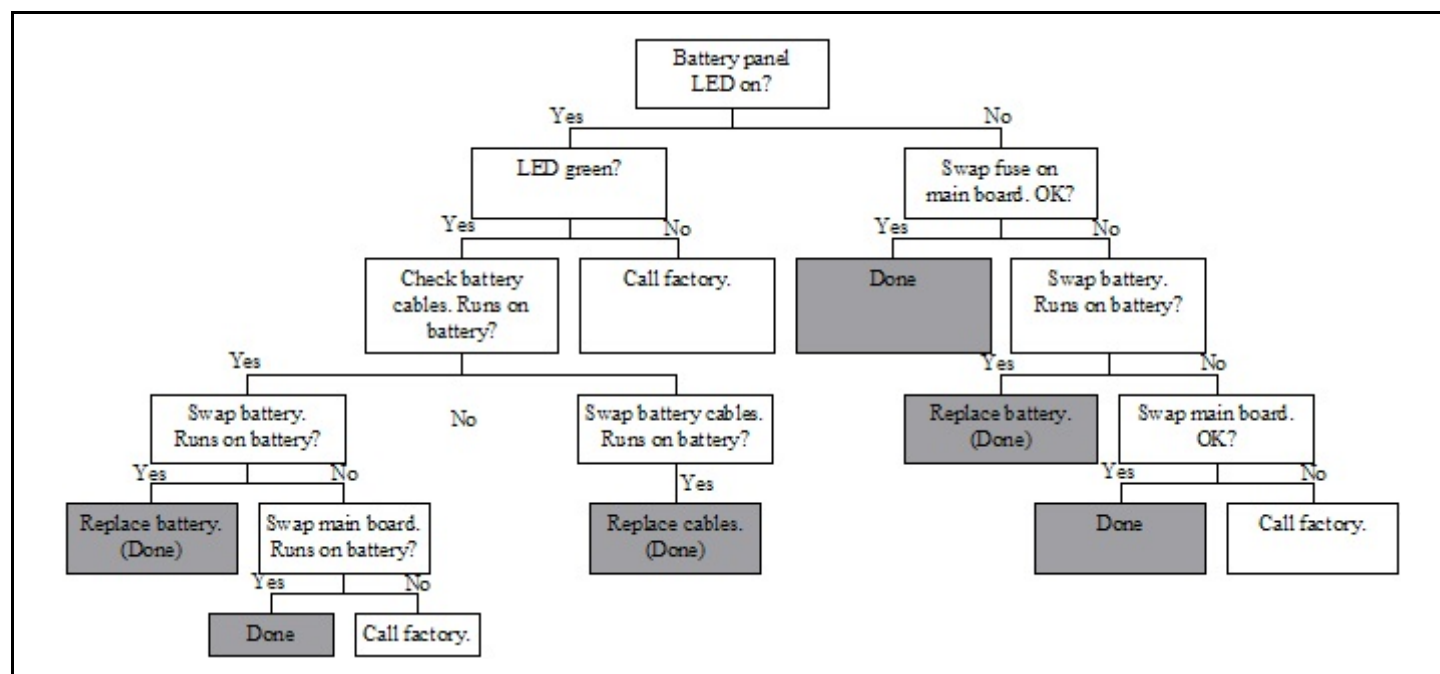 Battery panel
LED on?
Yes
No
LED green?
Swap fuse on
main board. OK?
Yes
No
Yes
No
Check battery
cables. Runs on
battery?
Call factory.
Done
Swap battery.
Runs on battery?
Yes
No
Yes
No
Swap battery.
Runs on battery?
Swap battery cables.
Runs on battery?
Replace battery.
(Done)
Swap main board.
OK?
Yes
No
Yes
Yes
No
Replace battery.
(Done)
Swap main board.
Runs on battery?
Replace cables.
(Done)
Done
Call factory.
Yes
No
Done
Call factory.